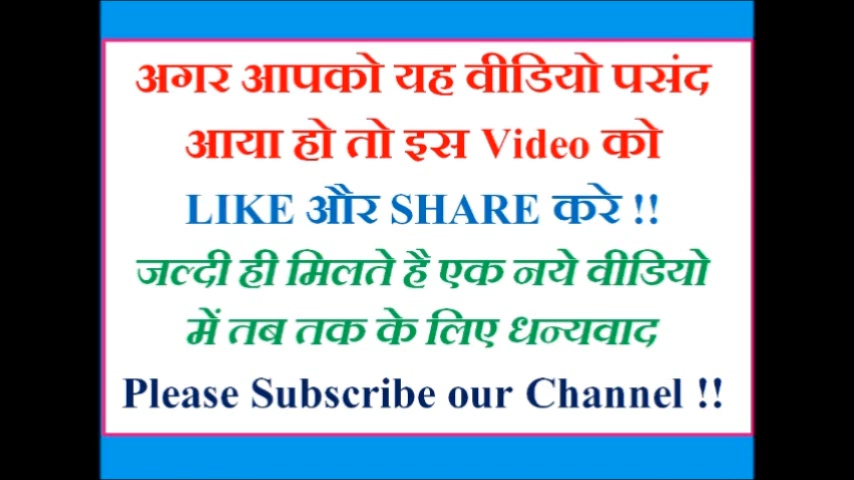 अगर आपको यह वीडियो पसंद
आया हो तो इस Video को
LIKE और SHARE करे !!
जल्दी ही मिलते है एक नये वीडियो
में तब तक के लिए धन्यवाद
Please Subscribe our Channel !!